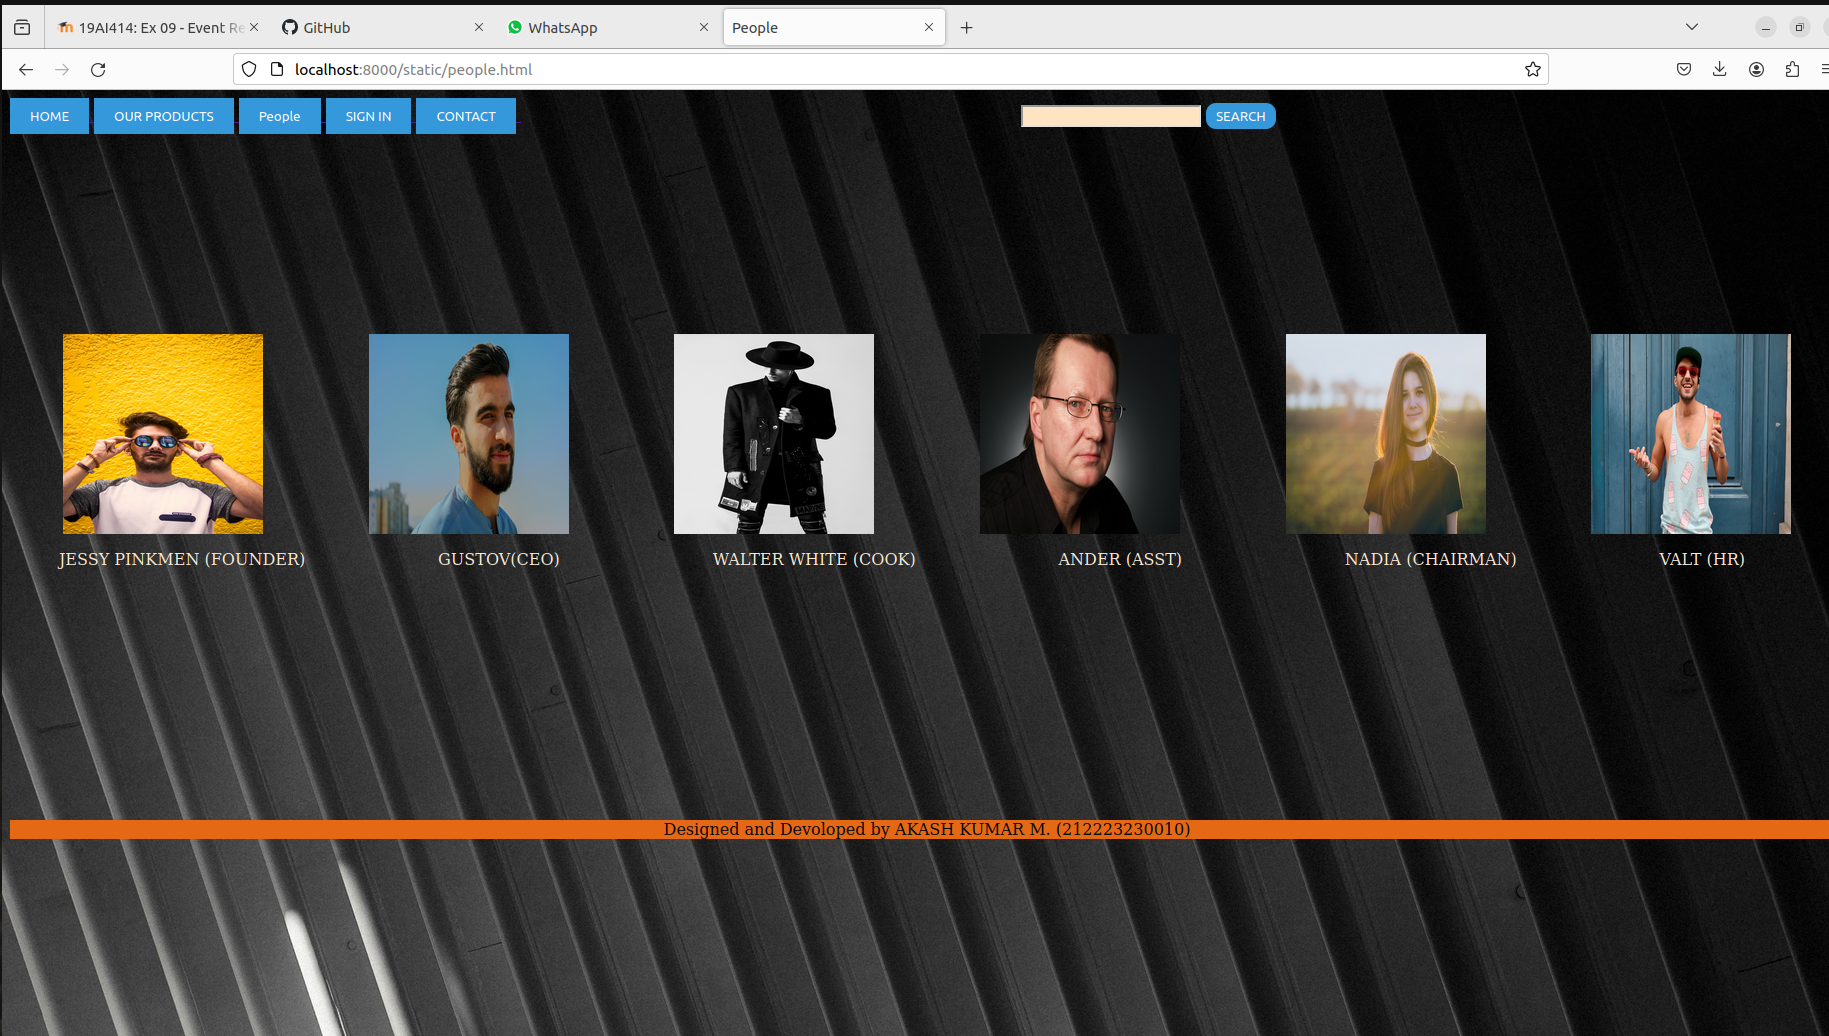 19AI414: Ex 09 - Event Re
GitHub
WhatsApp
People
localhost:8000/static/people.html
HOME
OUR PRODUCTS
People
SIGN IN
CONTACT
SEARCH
JESSY PINKMEN (FOUNDER)
GUSTOV(CEO)
WALTER WHITE (COOK)
ANDER (ASST)
NADIA (CHAIRMAN)
VALT (HR)
Designed and Devoloped by AKASH KUMAR M. (212223230010)